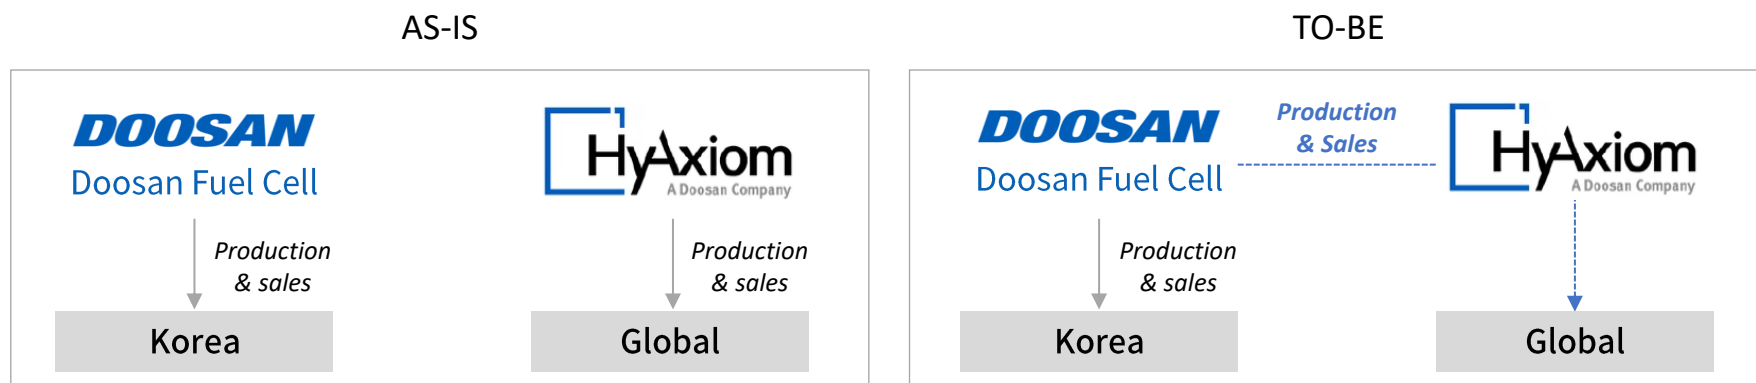 AS-IS
DOOSAN
Doosan Fuel Cell
HyAxiom
A Doosan Company
Production
& sales
Production
& sales
Korea
Global
TO-BE
DOOSAN
Doosan Fuel Cell
Production
& Sales
HyAxiom
A Doosan Company
Production
& sales
Korea
Global